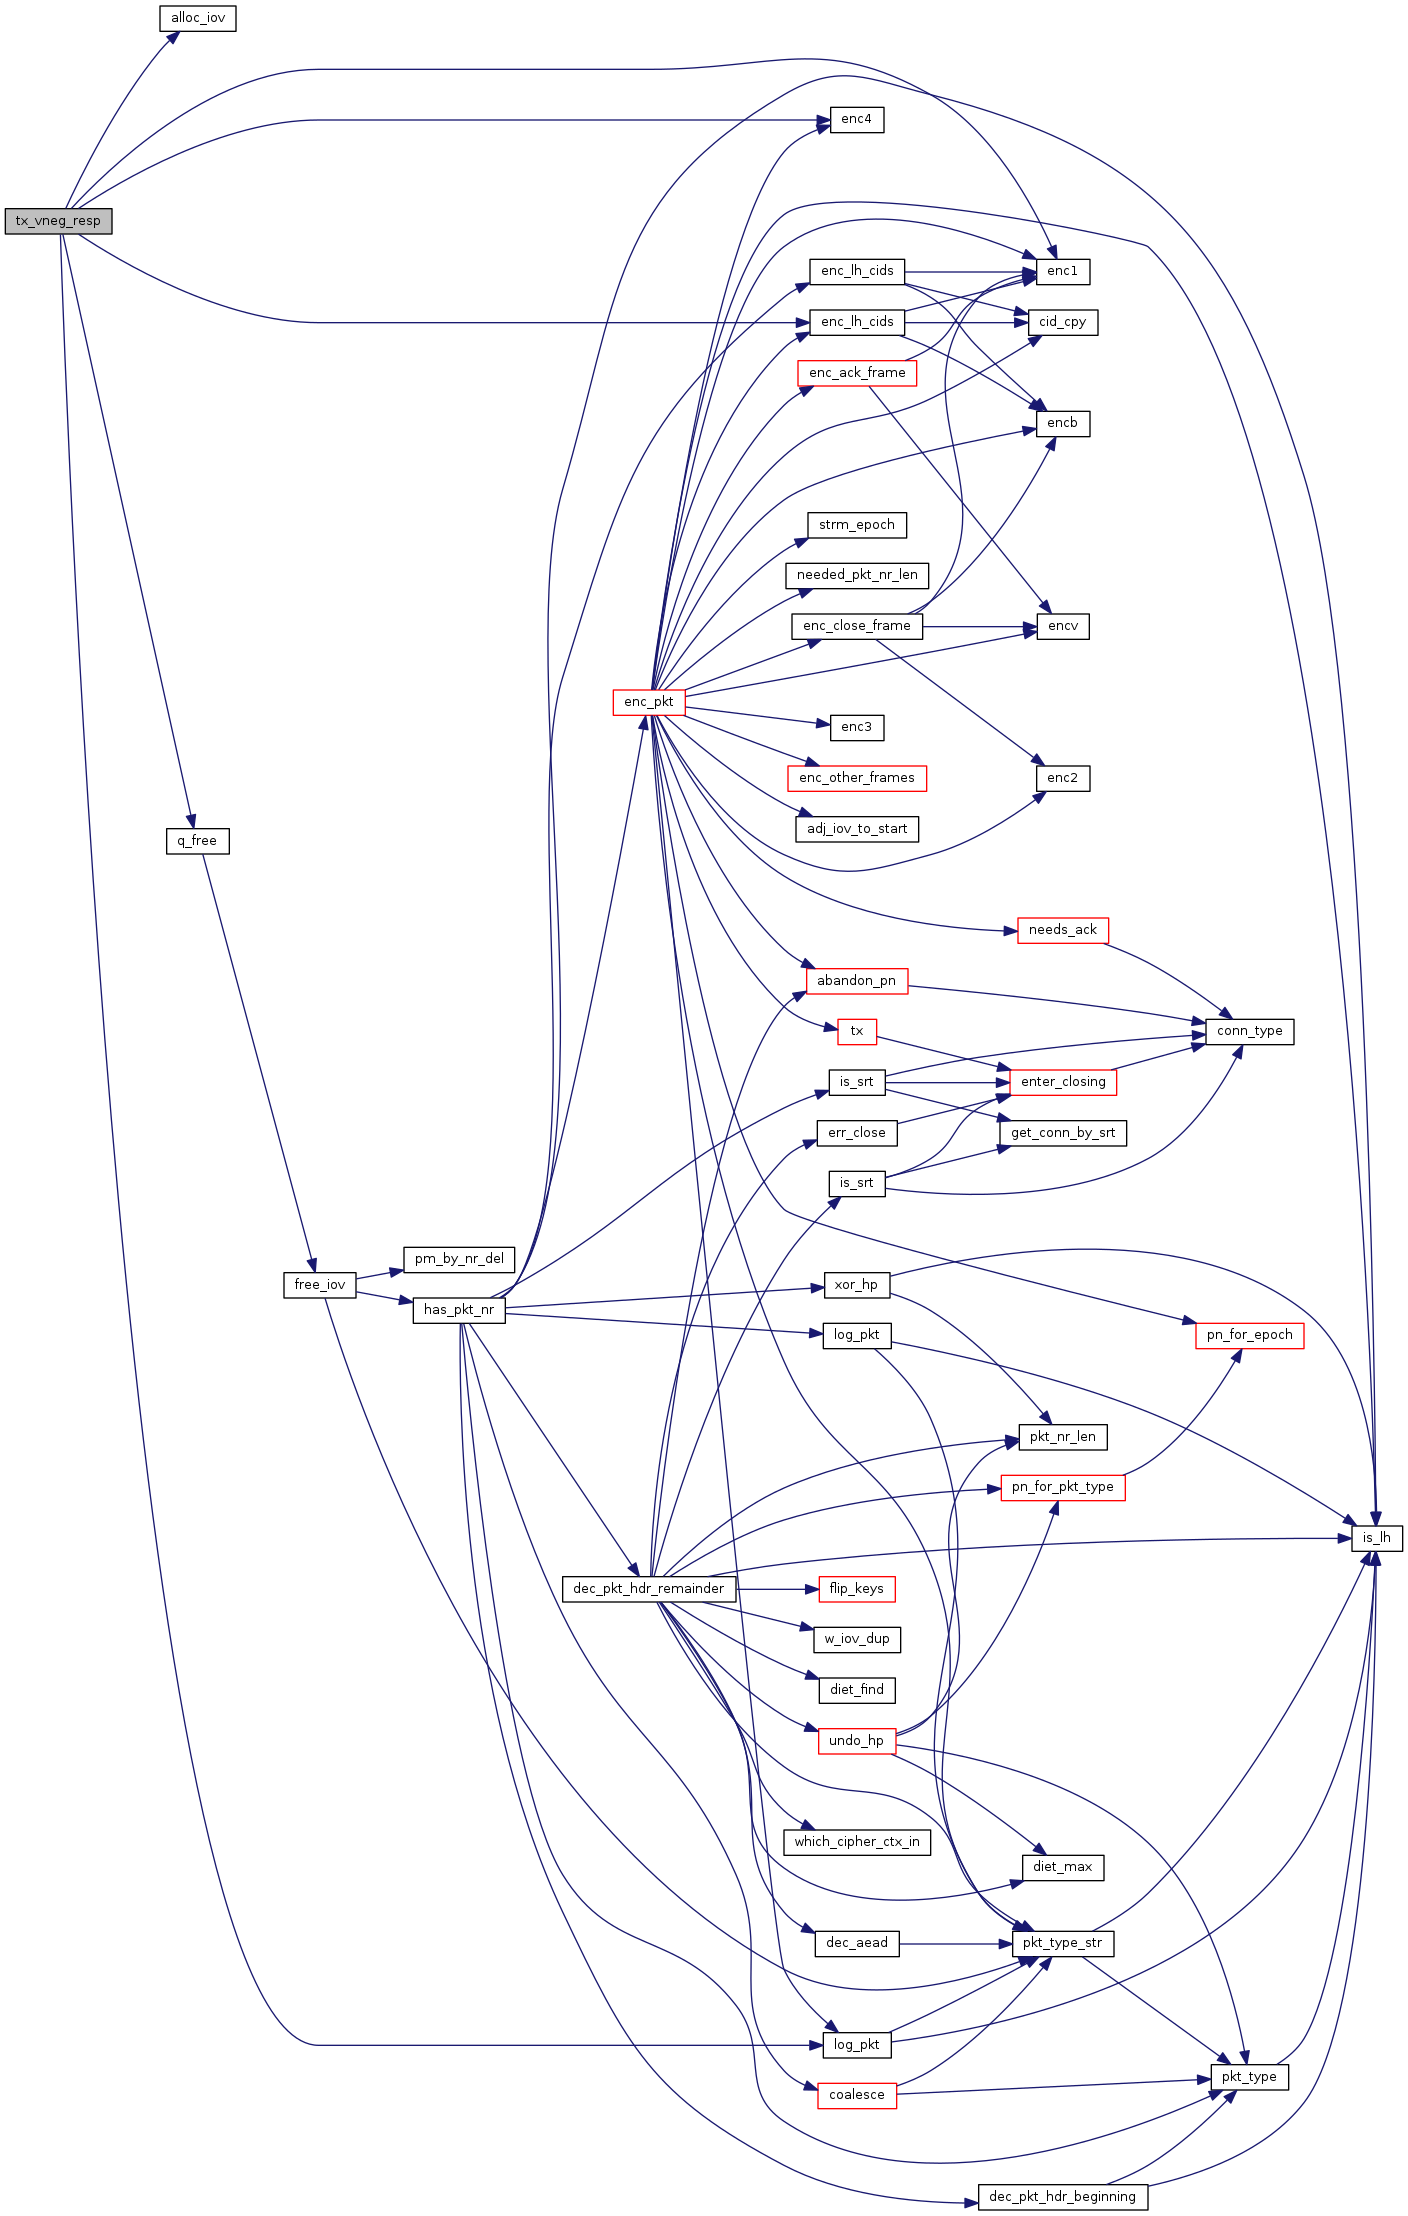 alloc_iov
enc4
tx_vneg_resp
enc_lh_cids
enc1
enc_lh_cids
cid_cpy
enc_ack_frame
encb
strm_epoch
needed_pkt_nr_len
enc_close_frame
encv
enc_pkt
enc3
enc_other_frames
enc2
adj_iov_to_start
q_free
needs_ack
abandon_pn
tx
conn_type
is_srt
enter_closing
err_close
get_conn_by_srt
is_srt
pm_by_nr_del
free_iov
xor_hp
has_pkt_nr
log_pkt
pn_for_epoch
pkt_nr_len
pn_for_pkt_type
is_lh
dec_pkt_hdr_remainder
flip_keys
w_iov_dup
diet_find
undo_hp
which_cipher_ctx_in
diet_max
dec_aead
pkt_type_str
log_pkt
pkt_type
coalesce
dec_pkt_hdr_beginning